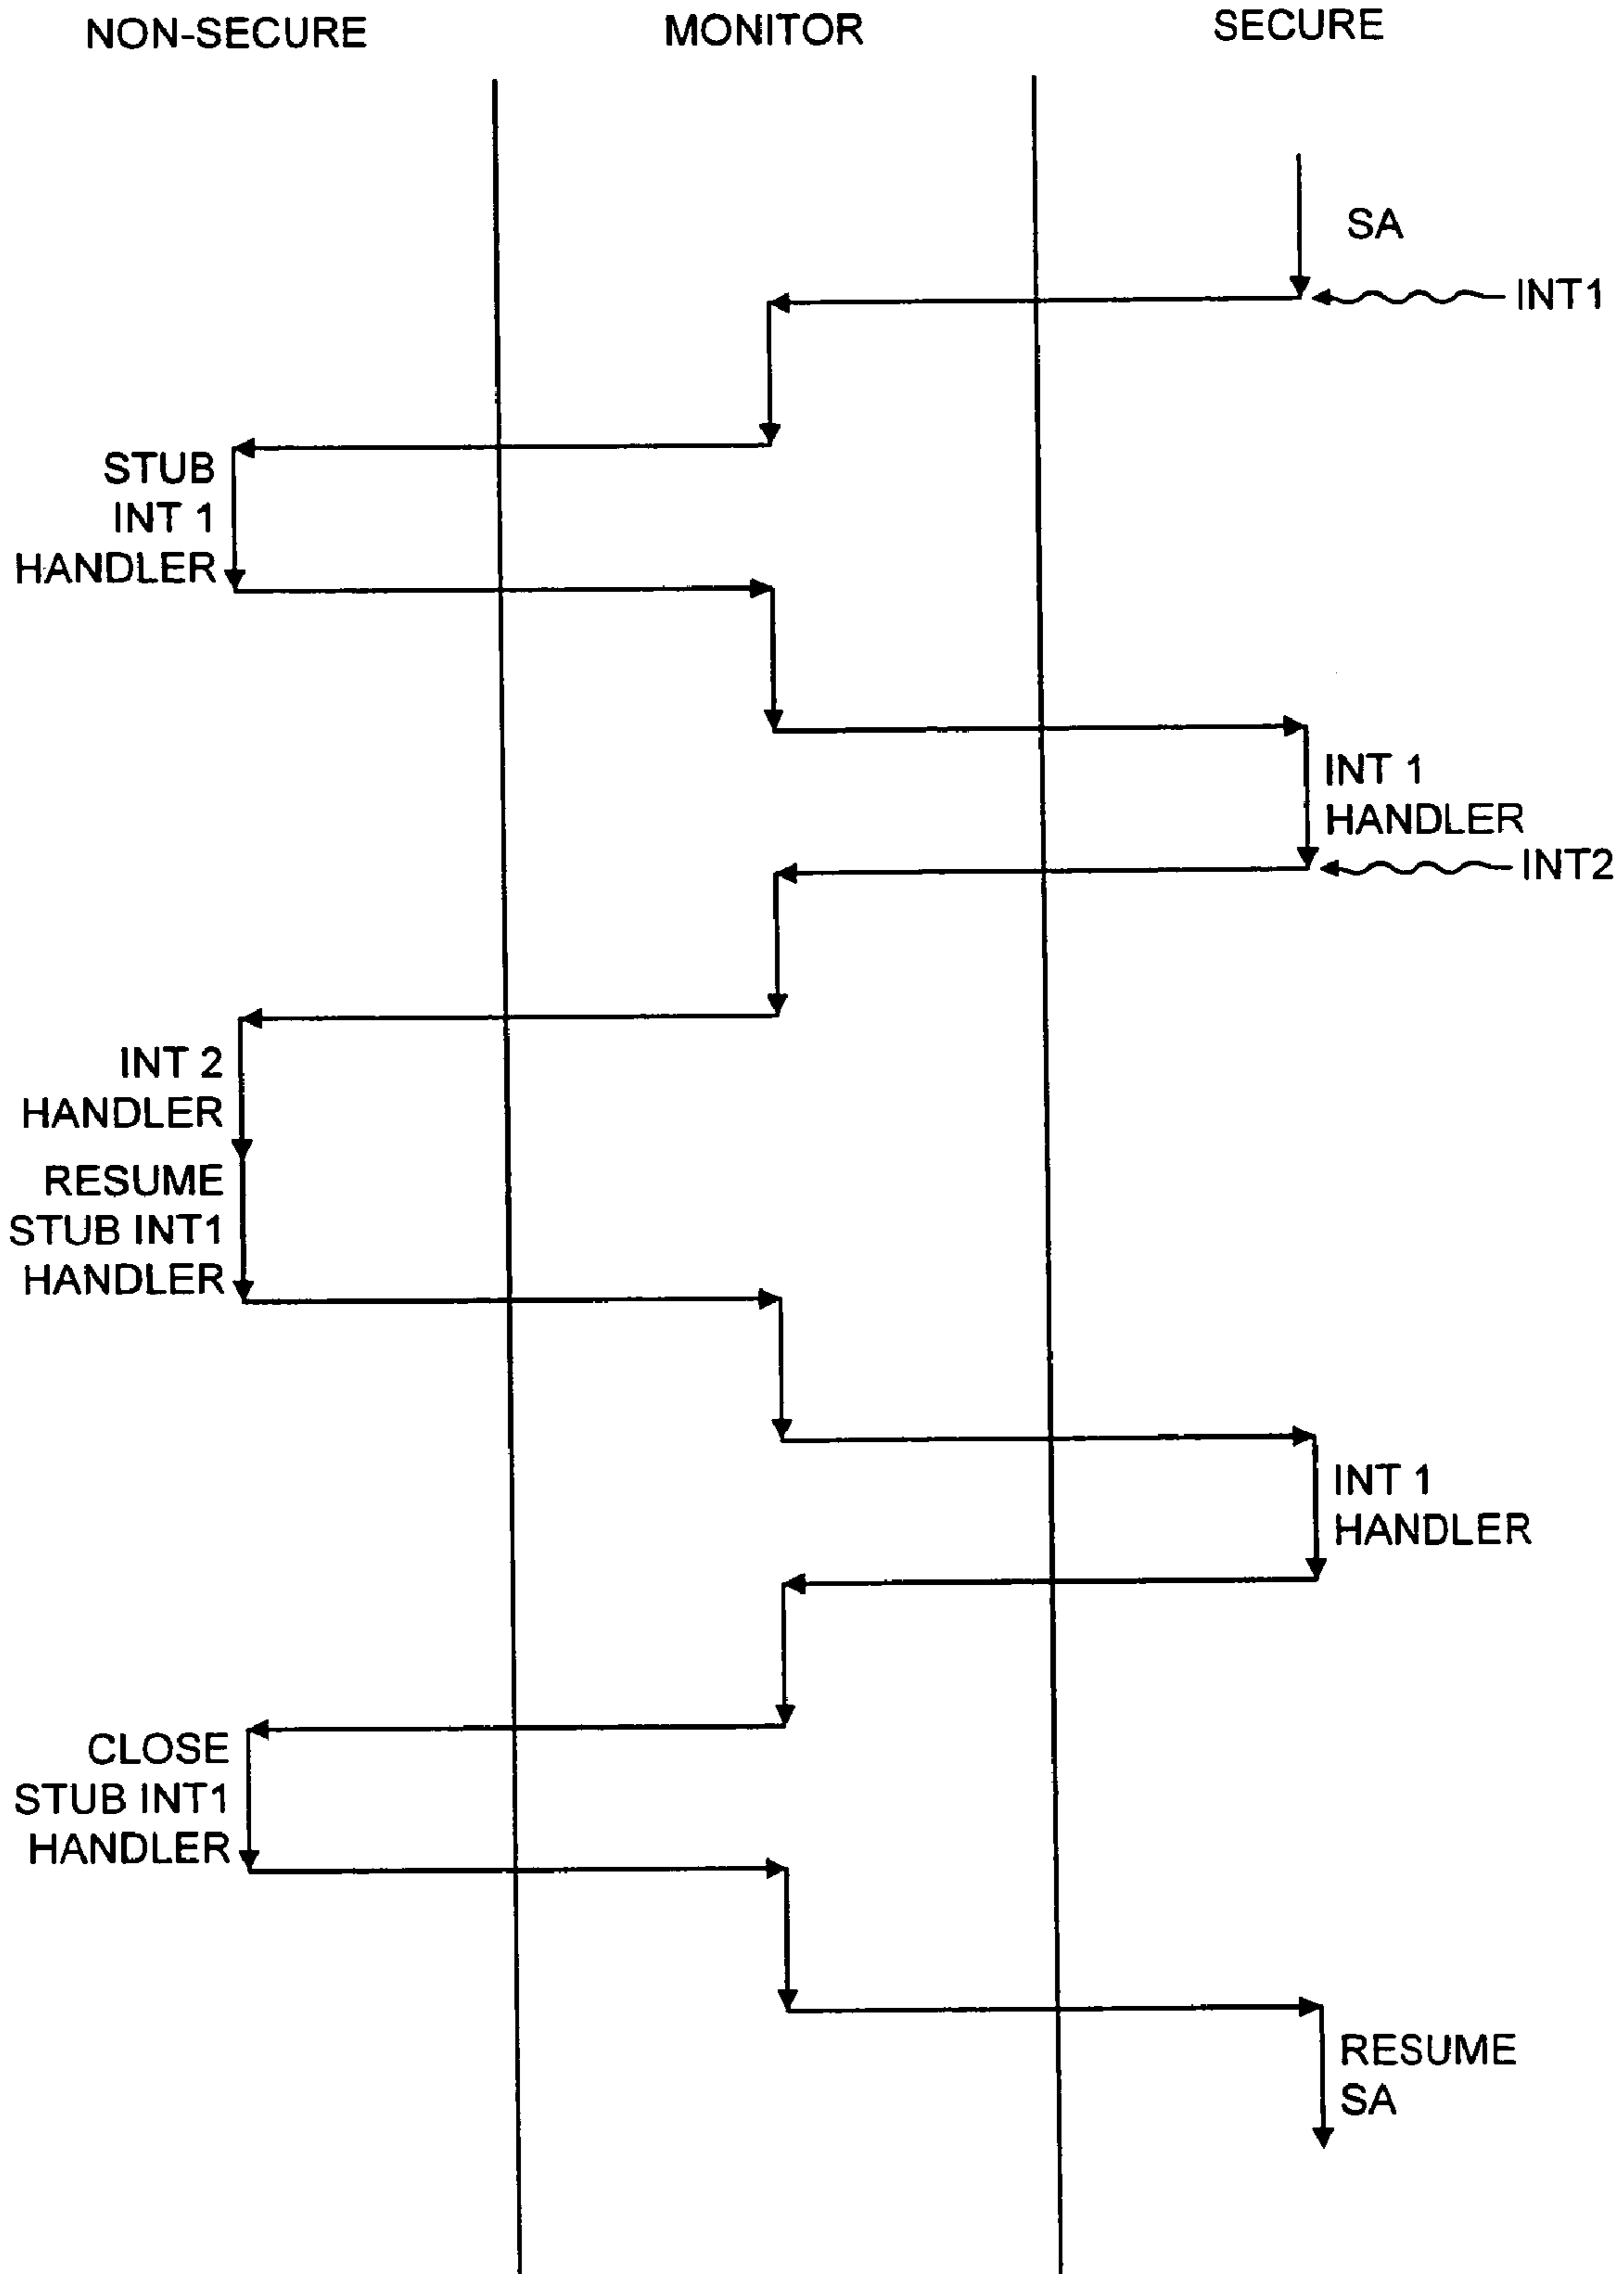 NON-SECURE
MONITOR
SECURE
SA
INT1
STUB
INT 1
HANDLER
INT 1
HANDLER
INT2
INT 2
HANDLER
RESUME
STUB INT1
HANDLER
INT 1
HANDLER
CLOSE
STUB INT1
HANDLER
RESUME
SA